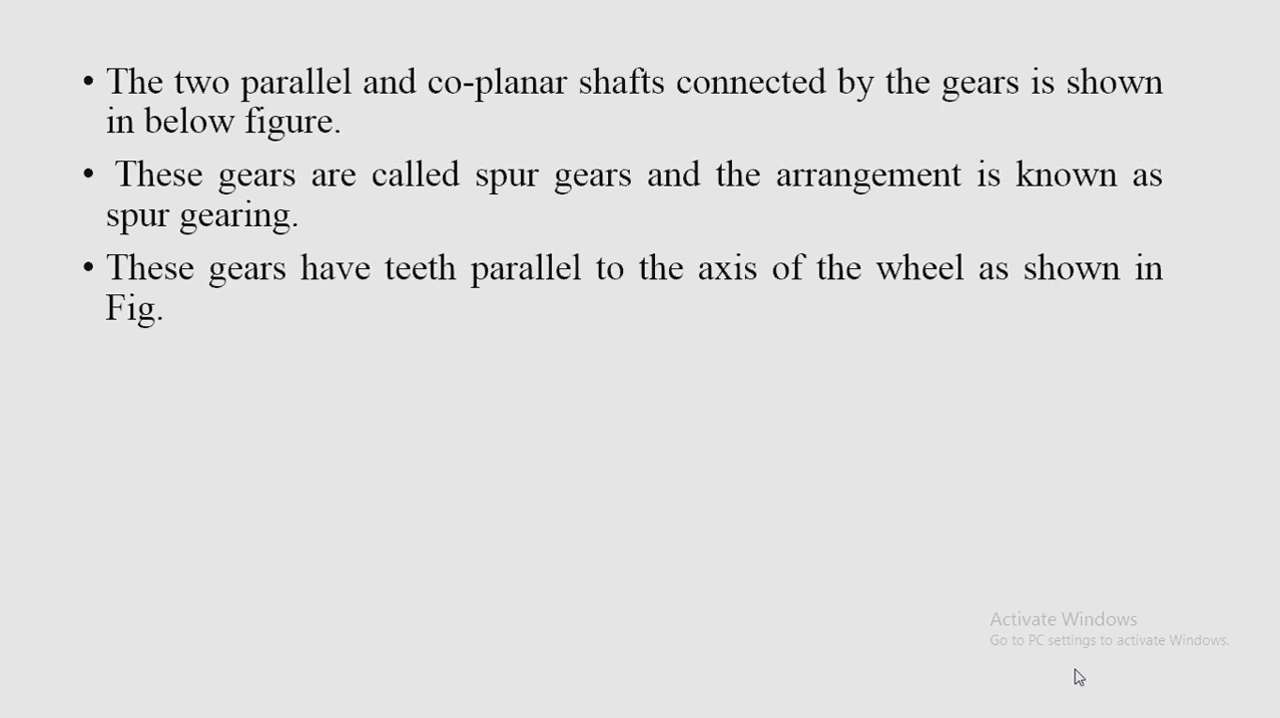 • The two parallel and co-planar shafts connected by the gears is shown
in below figure.
• These gears are called spur gears and the arrangement is known as
spur gearing.
• These gears have teeth parallel to the axis of the wheel as shown in
Fig.
Activate Windows
Go to PC settings to activate Windows.